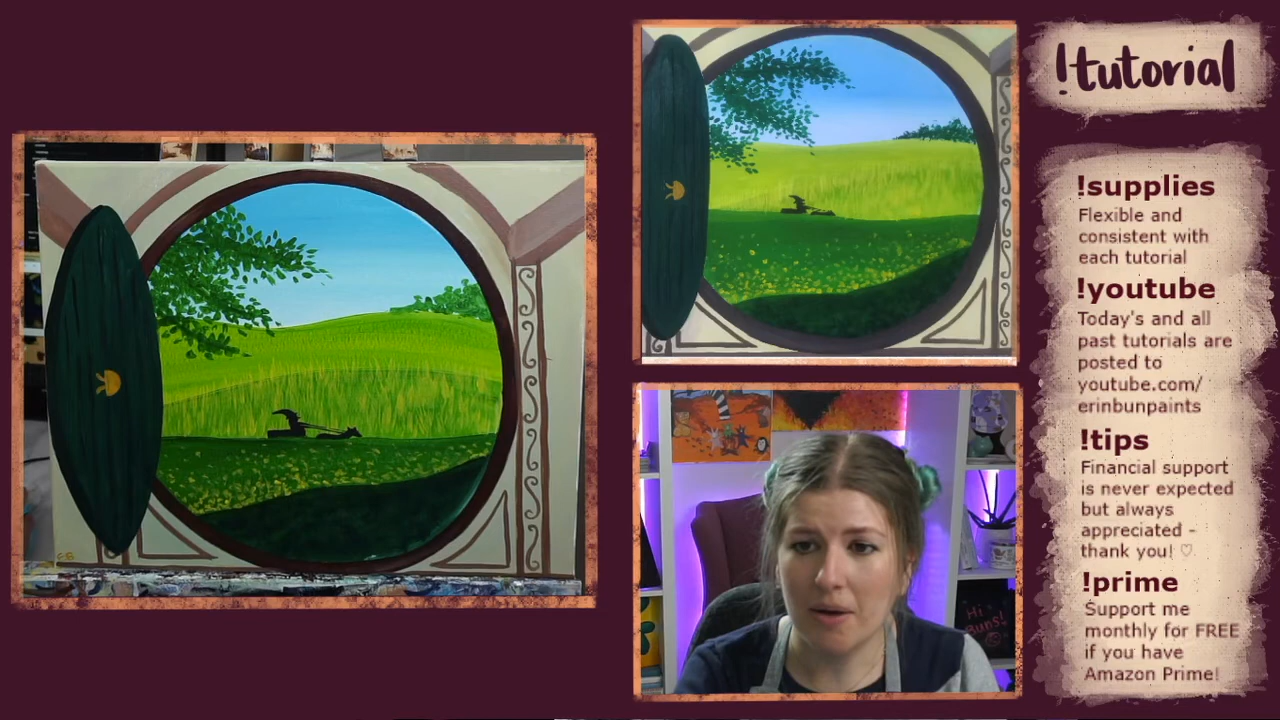 !tutorial
!supplies
Flexible and
consistent with
each tutorial
!youtube
Today's and all
past tutorials are
posted to
youtube.com/
erinbunpaints
!tips
Financial support
is never expected
but always
appreciated -
thank you! ♡
!prime
Support me
monthly for FREE
if you have
Amazon Prime!
Hi
Buns!